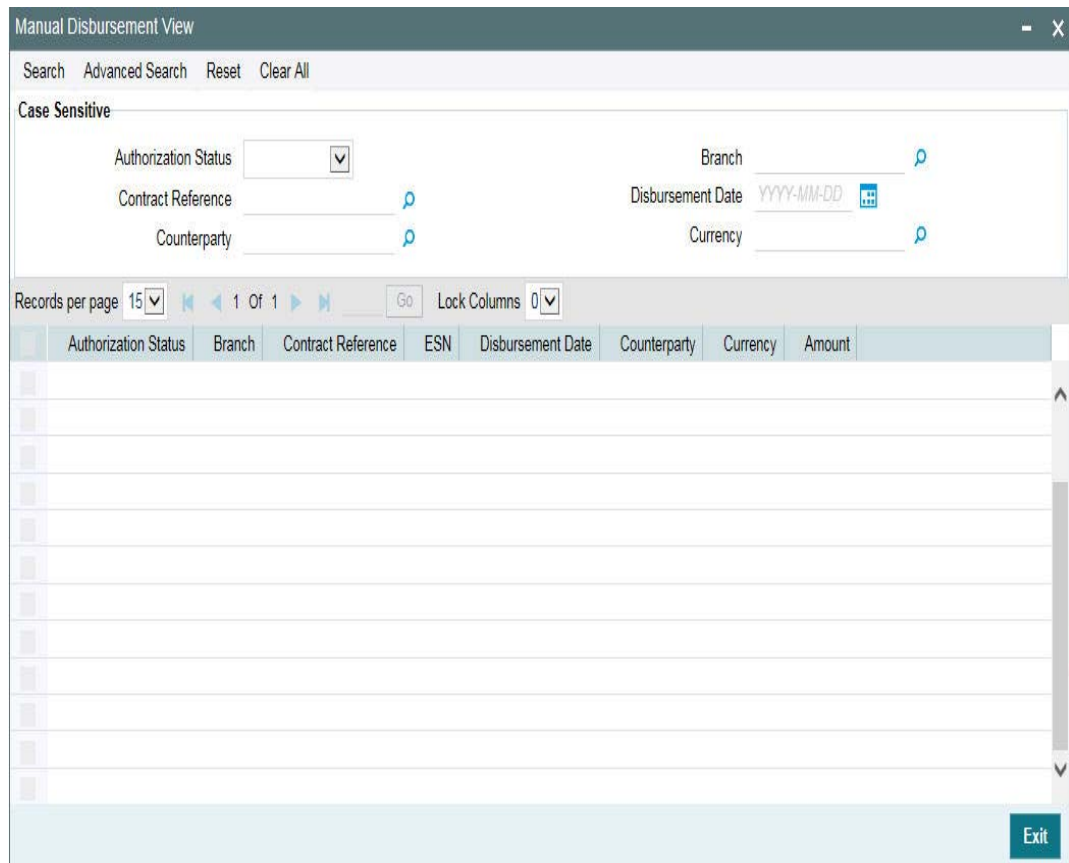 Manual Disbursement View - X
Search Advanced Search Reset Clear All
Case Sensitive
Authorization Status Branch
Contract Reference Disbursement Date YYYY-MM-DD
Counterparty Currency
Records per page 15 1 Of 1 Go Lock Columns 0
Authorization Status Branch Contract Reference ESN Disbursement Date Counterparty Currency Amount
Exit